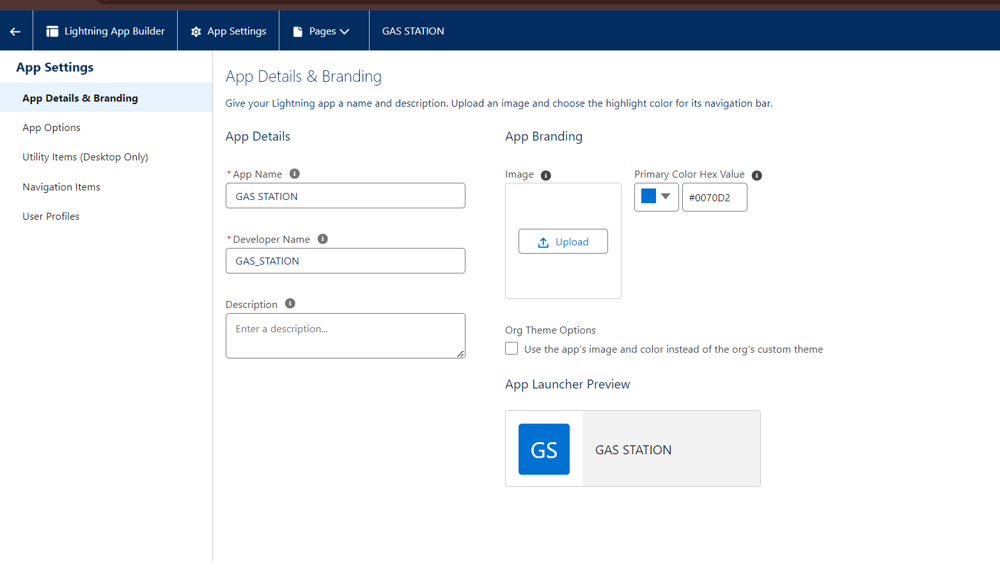 Lightning App Builder
App Settings
Pages
GAS STATION
App Settings
App Details & Branding
App Options
Utility Items (Desktop Only)
Navigation Items
User Profiles
App Details & Branding
Give your Lightning app a name and description. Upload an image and choose the highlight color for its navigation bar.
App Details
*App Name
GAS STATION
*Developer Name
GAS_STATION
Description
Enter a description...
App Branding
Image
Upload
Primary Color Hex Value
#0070D2
Org Theme Options
Use the app's image and color instead of the org's custom theme
App Launcher Preview
GS
GAS STATION